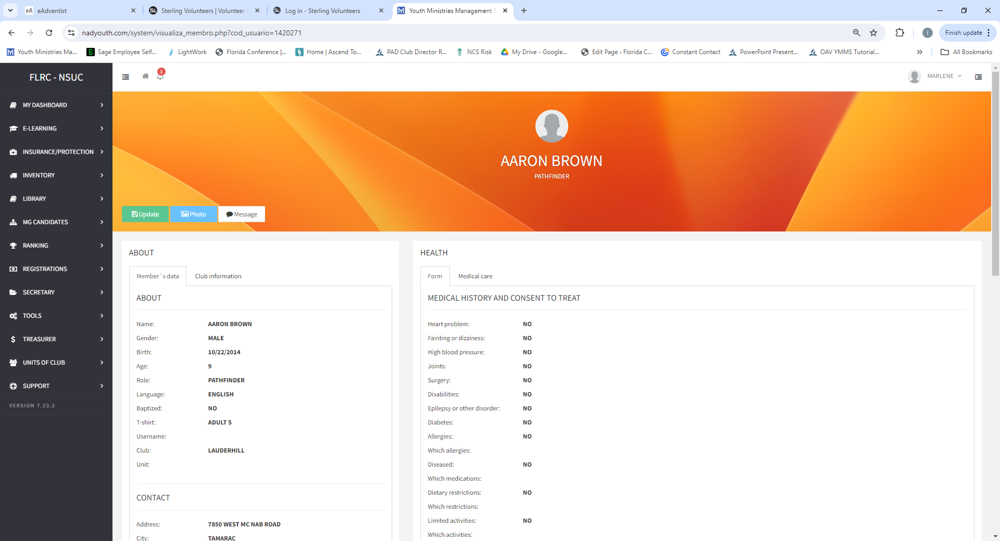 eA eAdventist
Sterling Volunteers | Volunteer
Log in - Sterling Volunteers
Youth Ministries Management S
nadyouth.com/system/visualiza_membro.php?cod_usuario=1420271
I
Finish update
Youth Ministries Ma...
S Sage Employee Self...
LightWork
Florida Conference |...
Home | Ascend To...
PAD Club Director R...
NCS Risk
My Drive - Google...
Edit Page ‹ Florida C...
Constant Contact
PowerPoint Present...
OAV YMMS Tutorial...
All Bookmarks
FLRC - NSUC
1
MARLENE
MY DASHBOARD
E-LEARNING
INSURANCE/PROTECTION
INVENTORY
LIBRARY
MG CANDIDATES
RANKING
REGISTRATIONS
SECRETARY
TOOLS
TREASURER
UNITS OF CLUB
SUPPORT
VERSION 7.23.2
AARON BROWN
PATHFINDER
Update
Photo
Message
ABOUT
Member`s data Club information
ABOUT
Name: AARON BROWN
Gender: MALE
Birth: 10/22/2014
Age: 9
Role: PATHFINDER
Language: ENGLISH
Baptized: NO
T-shirt: ADULT S
Username:
Club: LAUDERHILL
Unit:
CONTACT
Address: 7850 WEST MC NAB ROAD
City: TAMARAC
HEALTH
Form Medical care
MEDICAL HISTORY AND CONSENT TO TREAT
Heart problem: NO
Fainting or dizziness: NO
High blood pressure: NO
Joints: NO
Surgery: NO
Disabilities: NO
Epilepsy or other disorder: NO
Diabetes: NO
Allergies: NO
Which allergies:
Diseased: NO
Which medications:
Dietary restrictions: NO
Which restrictions:
Limited activities: NO
Which activities: